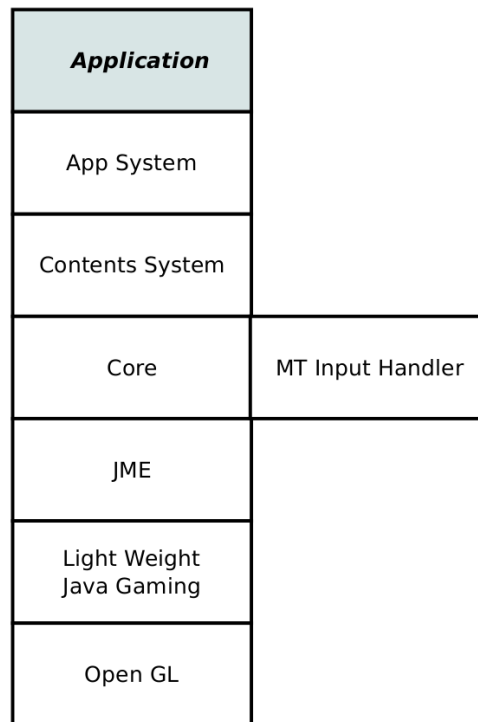 Application
App System
Contents System
Core
MT Input Handler
JME
Light Weight
Java Gaming
Open GL